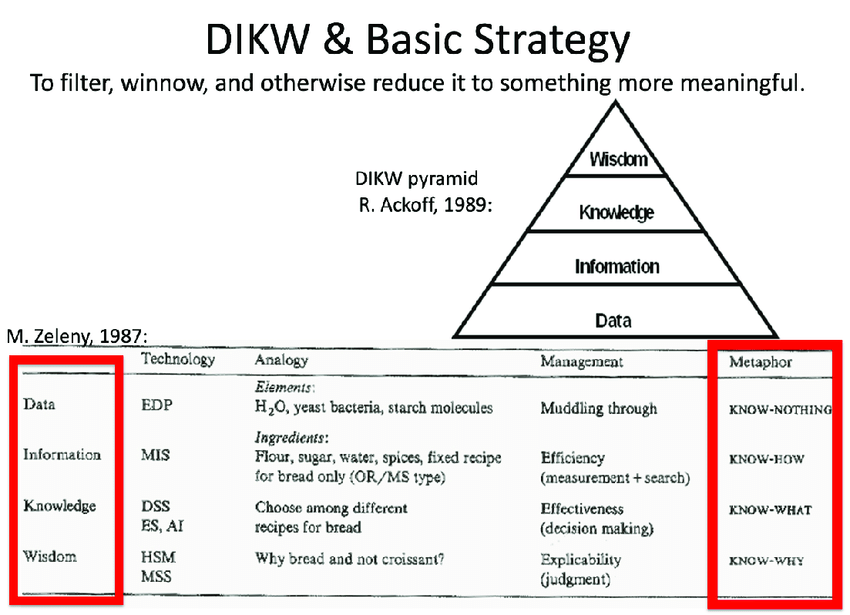 DIKW & Basic Strategy
To filter, winnow, and otherwise reduce it to something more meaningful.
DIKW pyramid
R. Ackoff, 1989:
Wisdom
Knowledge
Information
Data
M. Zeleny, 1987:
Technology Analogy Management Metaphor
Elements:
Data EDP H₂O, yeast bacteria, starch molecules Muddling through KNOW-NOTHING
Ingredients:
Information MIS Flour, sugar, water, spices, fixed recipe Efficiency KNOW-HOW
for bread only (OR/MS type) (measurement + search)
Knowledge DSS Choose among different Effectiveness KNOW-WHAT
ES, AI recipes for bread (decision making)
Wisdom HSM Why bread and not croissant? Explicability KNOW-WHY
MSS (judgment)